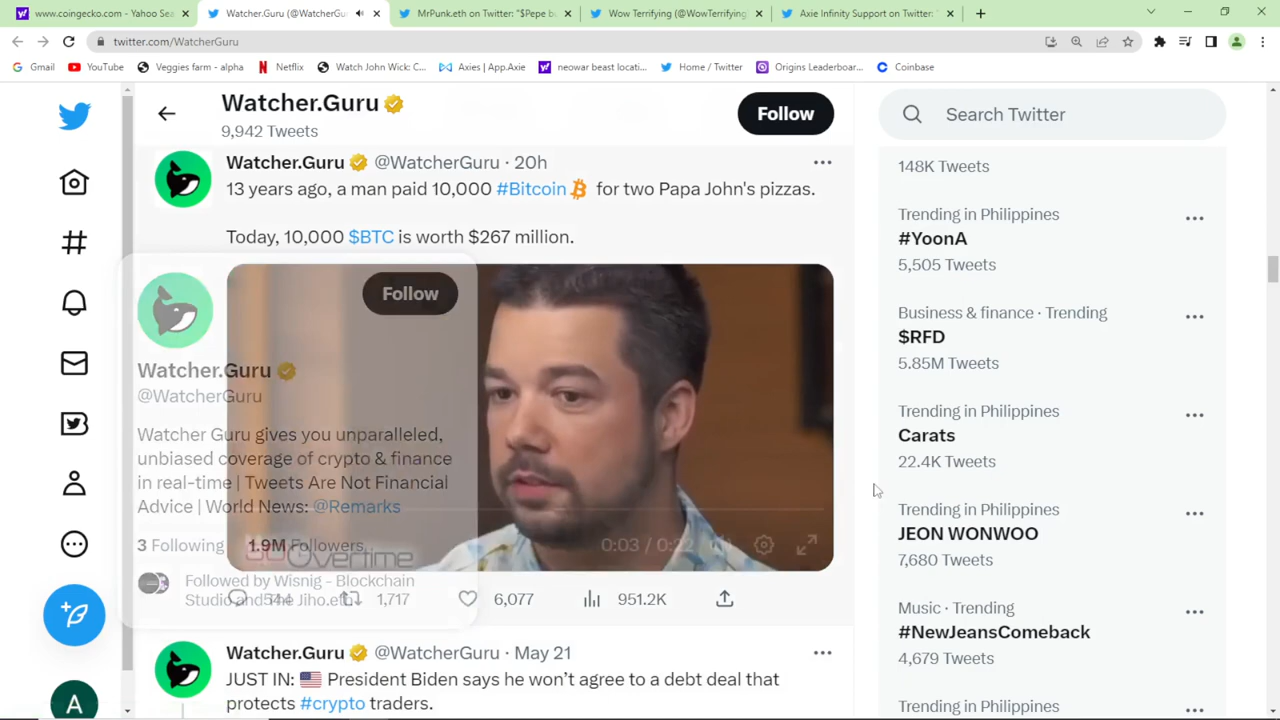 www.coingecko.com - Yahoo Sea
Watcher.Guru (@WatcherGur
MrPunketh on Twitter: "$Pepe b
Wow Terrifying (@WowTerrifying
Axie Infinity Support on Twitter: "
twitter.com/WatcherGuru
Gmail
YouTube
Veggies farm - alpha
Netflix
Watch John Wick: C...
Axies | App.Axie
neowar beast locati...
Home / Twitter
Origins Leaderboar...
Coinbase
Watcher.Guru
9,942 Tweets
Follow
Watcher.Guru @WatcherGuru · 20h
13 years ago, a man paid 10,000 #Bitcoin for two Papa John's pizzas.
Today, 10,000 $BTC is worth $267 million.
Follow
Watcher.Guru
@WatcherGuru
Watcher Guru gives you unparalleled,
unbiased coverage of crypto & finance
in real-time | Tweets Are Not Financial
Advice | World News: @Remarks
3 Following
1.9M Followers
Overtime
0:03 / 0:22
Followed by Wisnig - Blockchain
Studio and The Jiho.eth
1,717
6,077
951.2K
Watcher.Guru @WatcherGuru · May 21
JUST IN: President Biden says he won't agree to a debt deal that
protects #crypto traders.
A
Search Twitter
148K Tweets
Trending in Philippines
#YoonA
5,505 Tweets
Business & finance · Trending
$RFD
5.85M Tweets
Trending in Philippines
Carats
22.4K Tweets
Trending in Philippines
JEON WONWOO
7,680 Tweets
Music · Trending
#NewJeansComeback
4,679 Tweets
Trending in Philippines